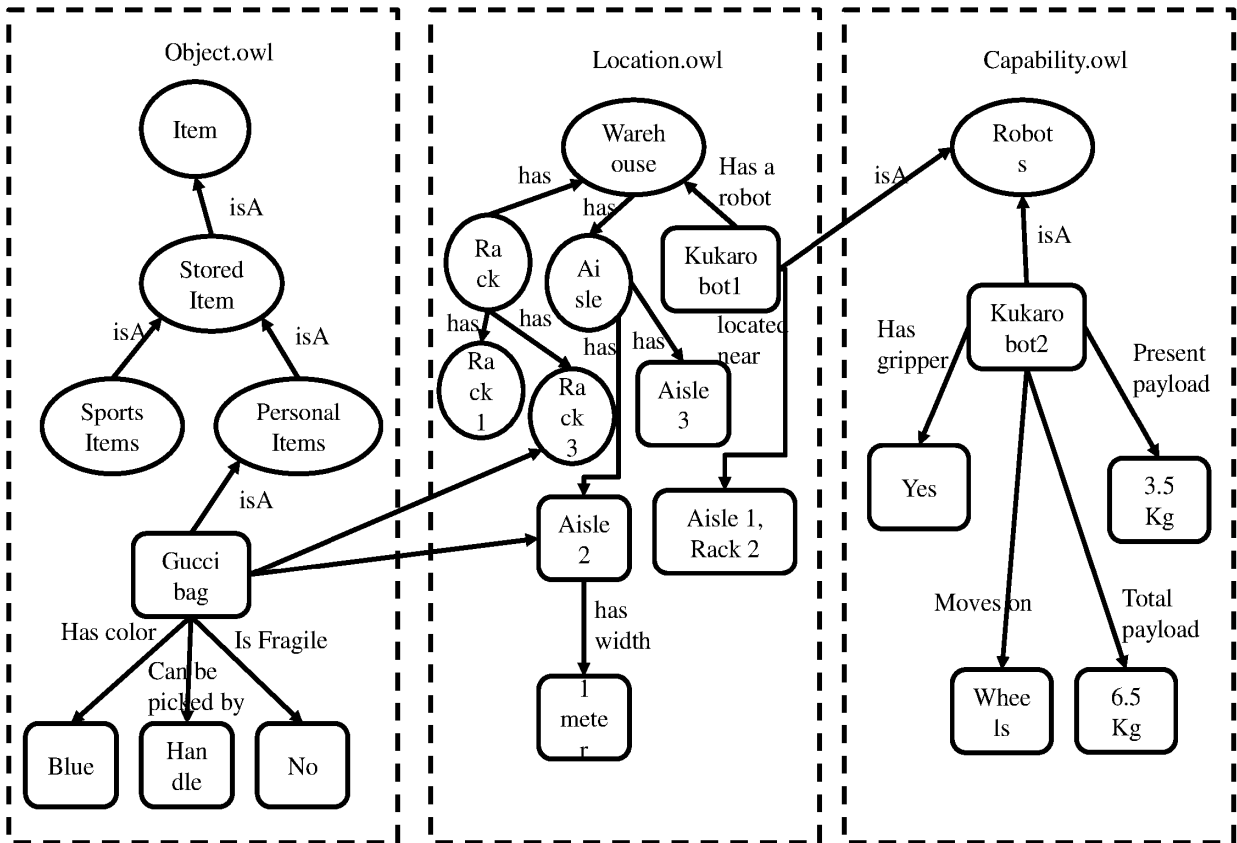 Object.owl
Item
isA
Stored
Item
isA
isA
Sports
Items
Personal
Items
isA
Gucci
bag
Has color
Is Fragile
Can be
picked by
Blue
Han
dle
No
Location.owl
Wareh
ouse
has
has
Has a
robot
Ra
ck
Ai
sle
Kukaro
bot1
has
has
has
has
located
near
Ra
ck
1
Ra
ck
3
Aisle
3
Aisle
2
Aisle 1,
Rack 2
has
width
1
mete
r
Capability.owl
isA
Robot
s
isA
Kukaro
bot2
Has
gripper
Present
payload
Yes
3.5
Kg
Moves on
Total
payload
Whee
ls
6.5
Kg